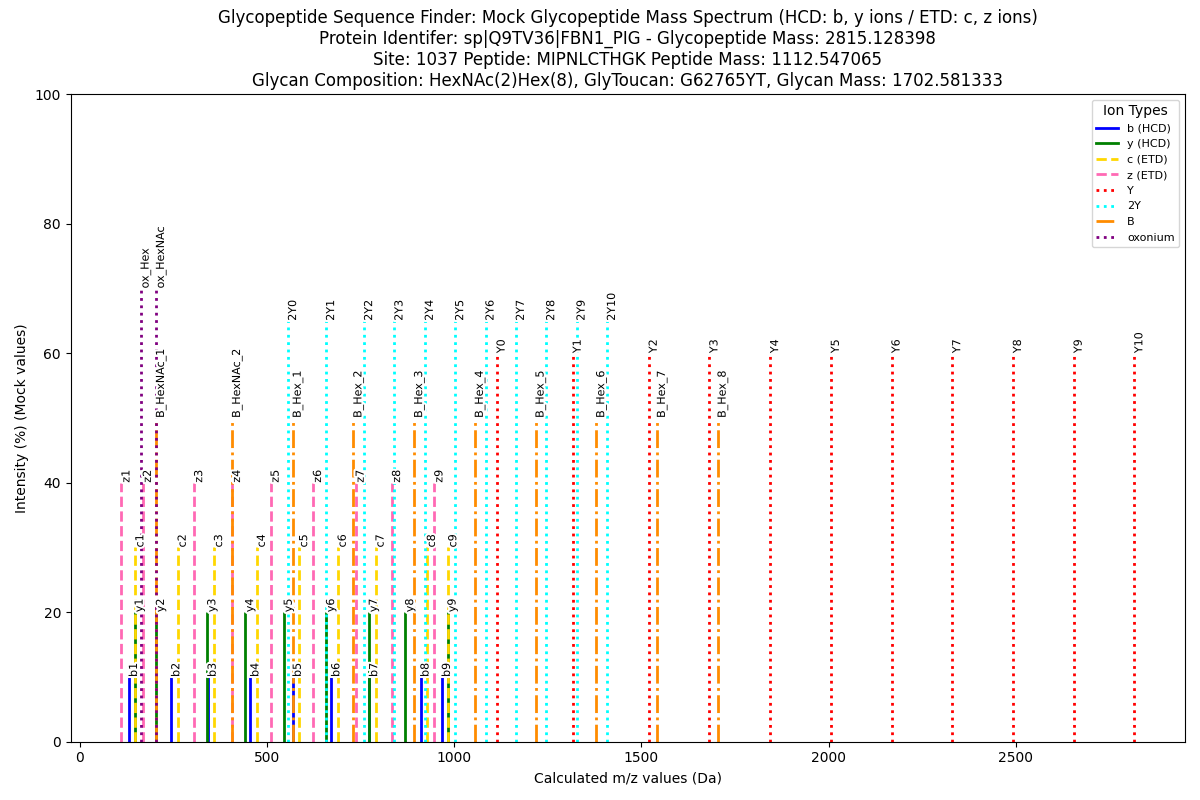 Glycopeptide Sequence Finder: Mock Glycopeptide Mass Spectrum (HCD: b, y ions / ETD: c, z ions)
Protein Identifer: sp|Q9TV36|FBN1_PIG - Glycopeptide Mass: 2815.128398
Site: 1037 Peptide: MIPNLCTHGK Peptide Mass: 1112.547065
Glycan Composition: HexNAc(2)Hex(8), GlyToucan: G62765YT, Glycan Mass: 1702.581333
100
80
60
40
20
0
Intensity (%) (Mock values)
Ion Types
b (HCD)
y (HCD)
c (ETD)
z (ETD)
Y
2Y
B
oxonium
ox_Hex
ox_HexNAc
2Y0
2Y1
2Y2
2Y3
2Y4
2Y5
2Y6
2Y7
2Y8
2Y9
2Y10
Y0
Y1
Y2
Y3
Y4
Y5
Y6
Y7
Y8
Y9
Y10
B_HexNAc_1
B_HexNAc_2
B_Hex_1
B_Hex_2
B_Hex_3
B_Hex_4
B_Hex_5
B_Hex_6
B_Hex_7
B_Hex_8
z1
z2
z3
z4
z5
z6
z7
z8
z9
c1
c2
c3
c4
c5
c6
c7
c8
c9
y1
y2
y3
y4
y5
y6
y7
y8
y9
b1
b2
b3
b4
b5
b6
b7
b8
b9
0
500
1000
1500
2000
2500
Calculated m/z values (Da)